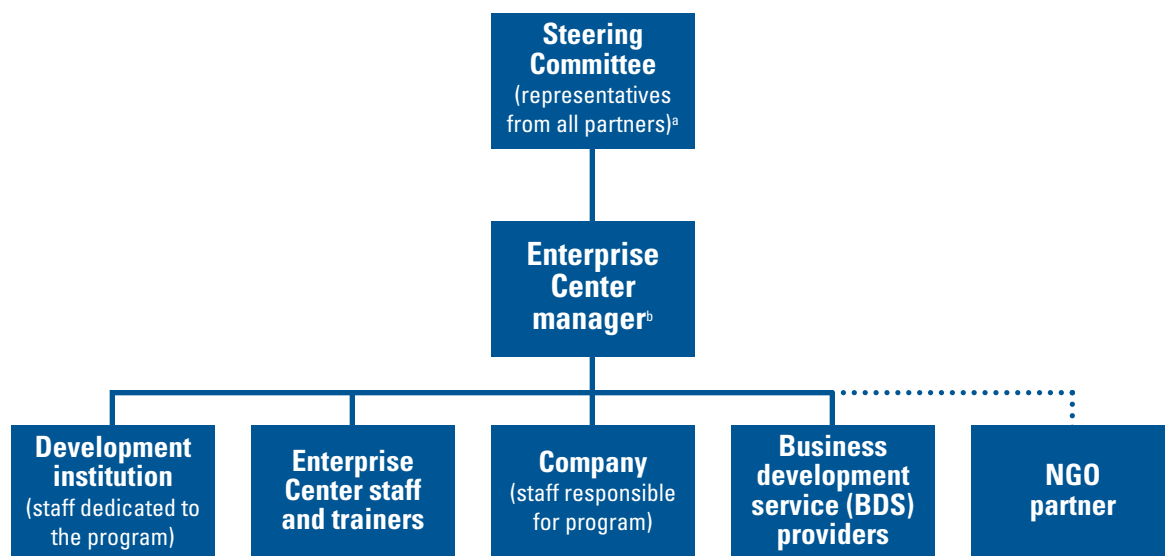 Steering
Committee
(representatives
from all partners)ᵃ
Enterprise
Center
managerᵇ
Development
institution
(staff dedicated to
the program)
Enterprise
Center staff
and trainers
Company
(staff responsible
for program)
Business
development
service (BDS)
providers
NGO
partner